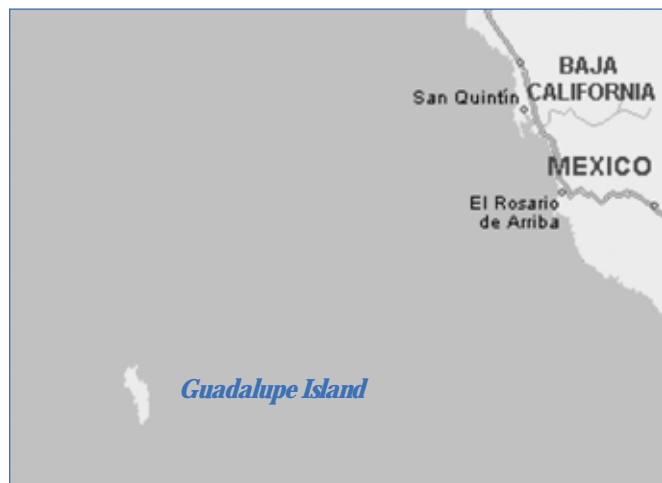 BAJA
CALIFORNIA
San Quintín
MEXICO
El Rosario
de Arriba
Guadalupe Island